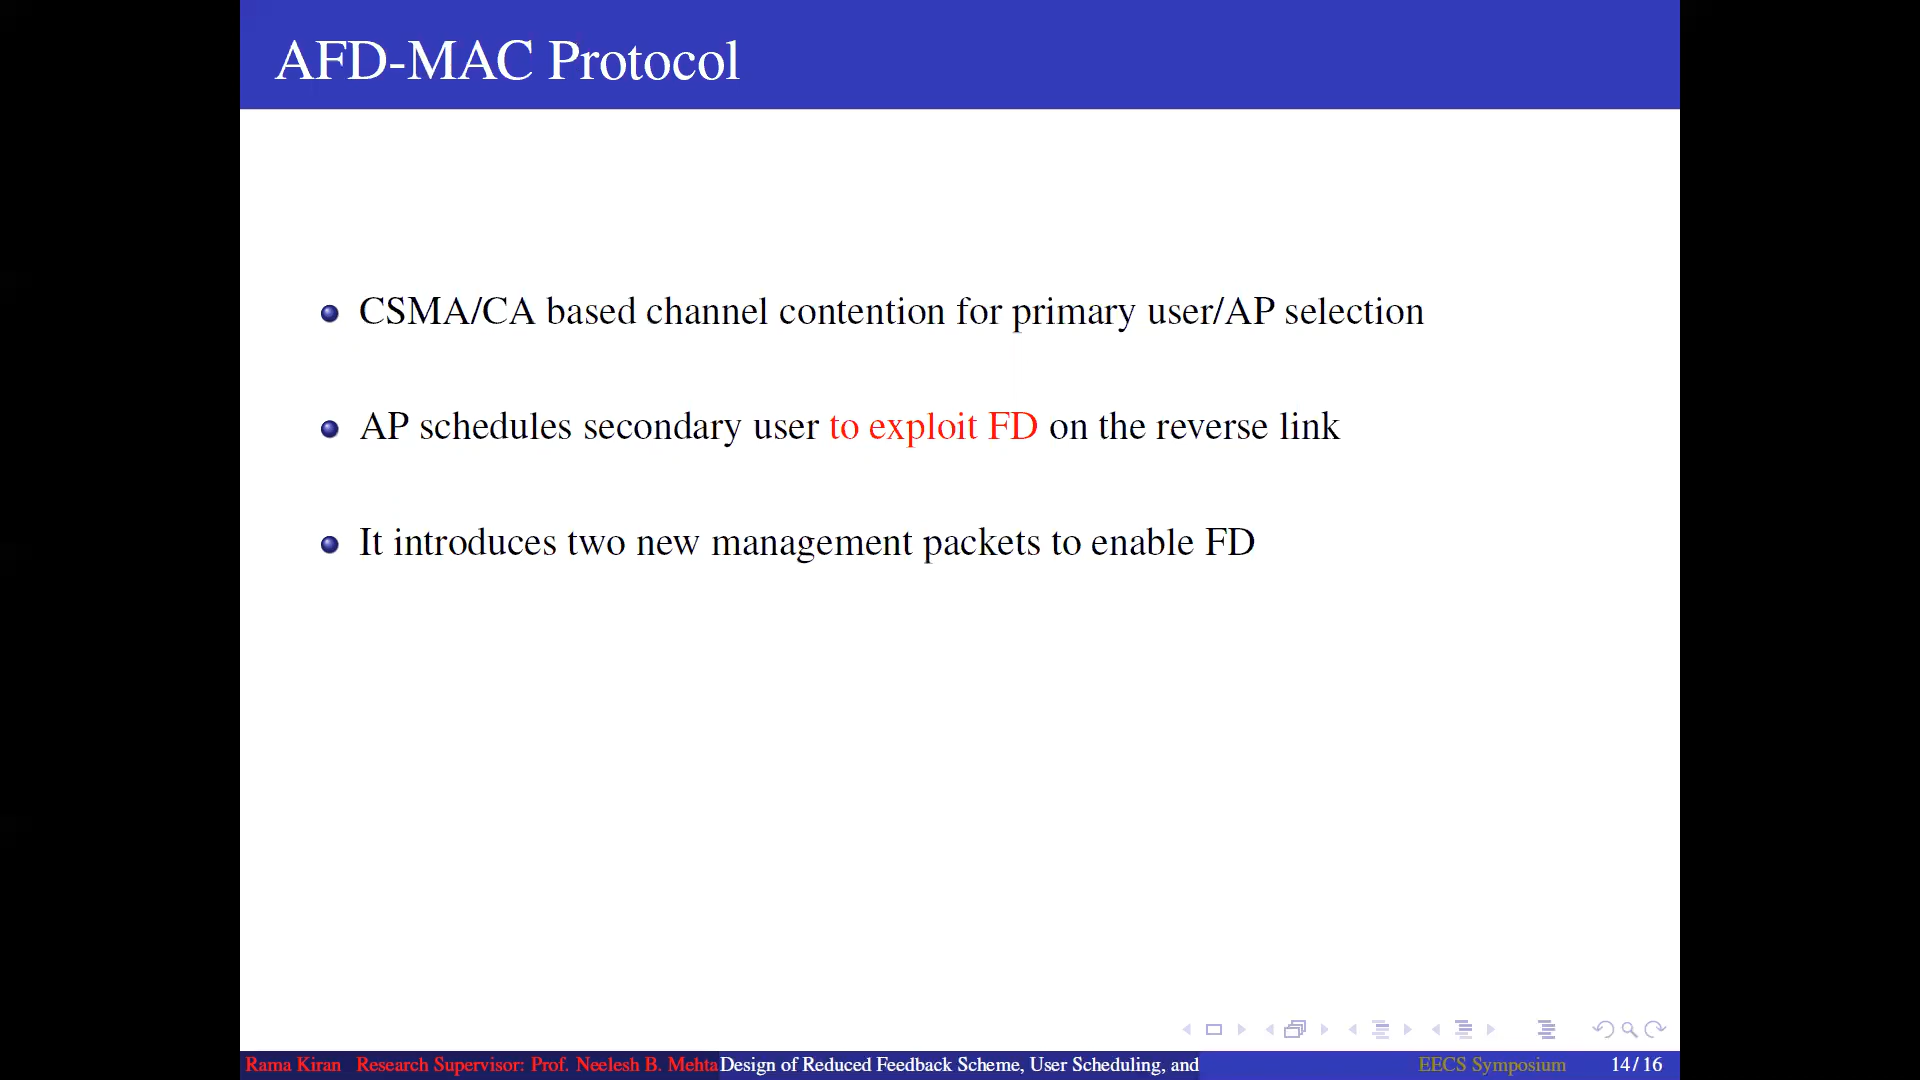 AFD-MAC Protocol
CSMA/CA based channel contention for primary user/AP selection
AP schedules secondary user to exploit FD on the reverse link
It introduces two new management packets to enable FD
Rama Kiran Research Supervisor: Prof. Neelesh B. Mehta Design of Reduced Feedback Scheme, User Scheduling, and EECS Symposium 14/16